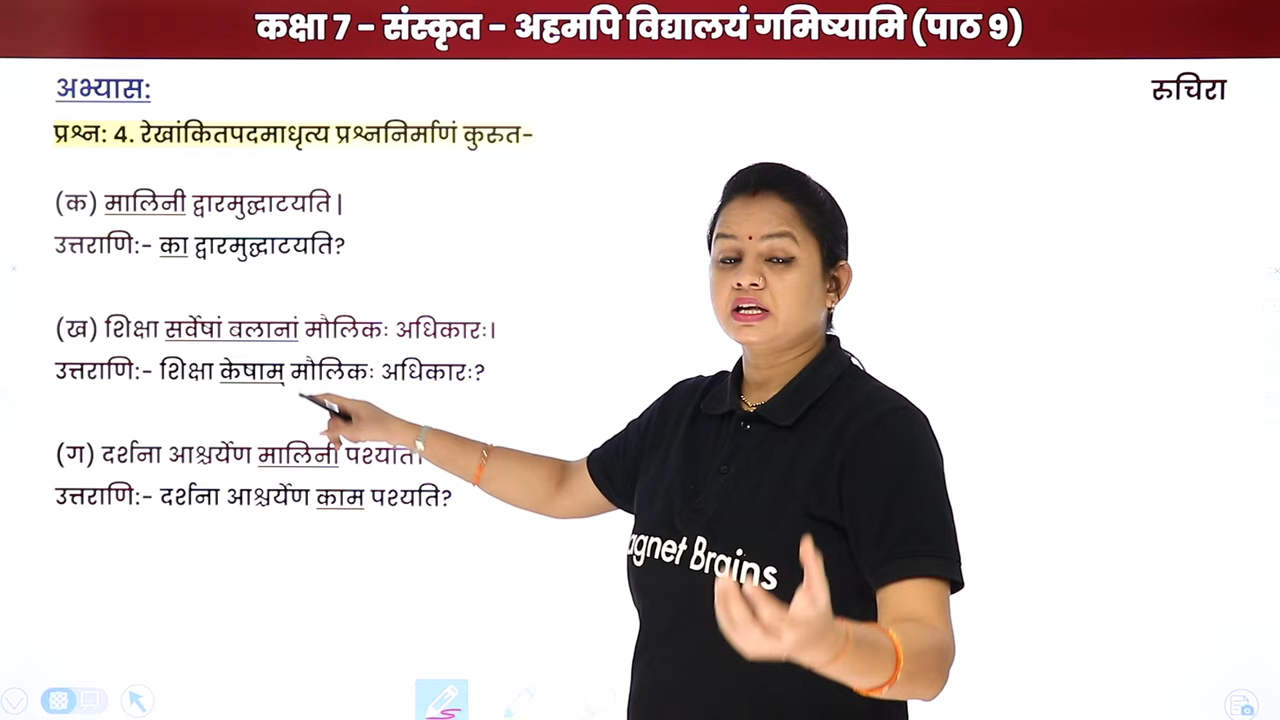 कक्षा 7 - संस्कृत - अहमपि विद्यालयं गमिष्यामि (पाठ 9)
अभ्यास:
रुचिरा
प्रश्न: 4. रेखांकितपदमाधृत्य प्रश्ननिर्माणं कुरुत-
(क) मालिनी द्वारमुद्घाटयति |
उत्तराणि:- का द्वारमुद्घाटयति?
(ख) शिक्षा सर्वेषां बलानां मौलिकः अधिकारः।
उत्तराणि:- शिक्षा केषाम् मौलिकः अधिकारः?
(ग) दर्शना आश्चर्येण मालिनी पश्यति।
उत्तराणि:- दर्शना आश्चर्येण काम पश्यति?
agnet Brains